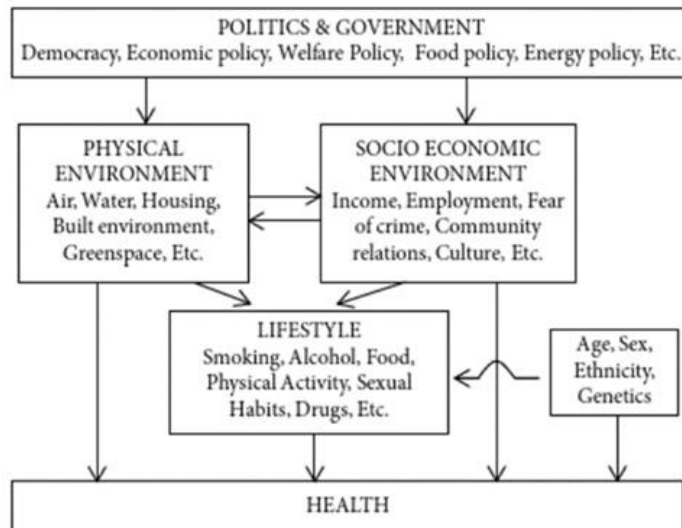 POLITICS & GOVERNMENT
Democracy, Economic policy, Welfare Policy, Food policy, Energy policy, Etc.
PHYSICAL
ENVIRONMENT
Air, Water, Housing,
Built environment,
Greenspace, Etc.
SOCIO ECONOMIC
ENVIRONMENT
Income, Employment, Fear
of crime, Community
relations, Culture, Etc.
LIFESTYLE
Smoking, Alcohol, Food,
Physical Activity, Sexual
Habits, Drugs, Etc.
Age, Sex,
Ethnicity,
Genetics
HEALTH